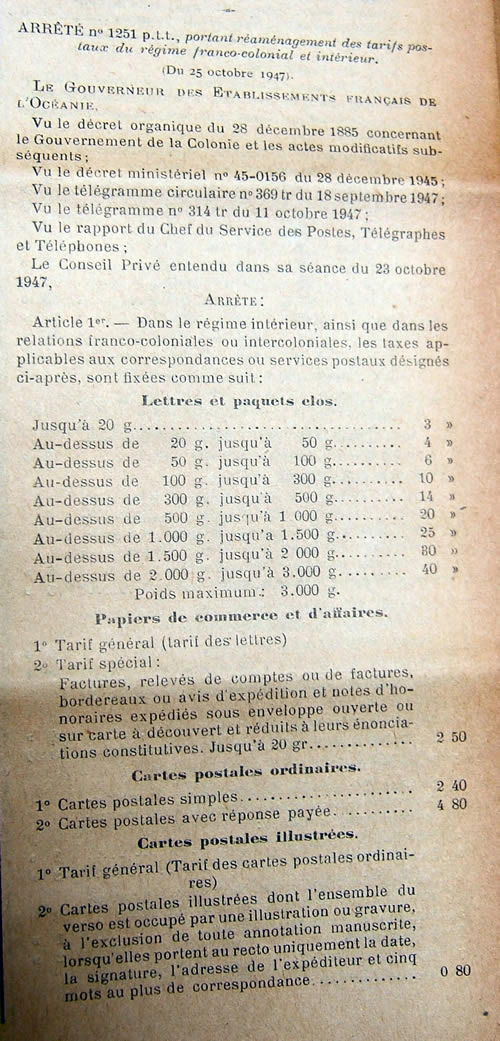 ARRÊTÉ nº 1251 p.t.t., portant réaménagement des tarifs pos-
taux du régime franco-colonial et intérieur.
(Du 25 octobre 1947).
LE GOUVERNEUR DES ETABLISSEMENTS FRANÇAIS DE
L'OCÉANIE,
Vu le décret organique du 28 décembre 1885 concernant
le Gouvernement de la Colonie et les actes modificatifs sub-
séquents ;
Vu le décret ministériel nº 45-0156 du 28 décembre 1945 ;
Vu le télégramme circulaire nº 369 tr du 18 septembre 1947 ;
Vu le télégramme nº 314 tr du 11 octobre 1947 ;
Vu le rapport du Chef du Service des Postes, Télégraphes
et Téléphones ;
Le Conseil Privé entendu dans sa séance du 23 octobre
1947,
ARRÊTE :
Article 1er. — Dans le régime intérieur, ainsi que dans les
relations franco-coloniales ou intercoloniales, les taxes ap-
plicables aux correspondances ou services postaux désignés
ci-après, sont fixées comme suit :
Lettres et paquets clos.
Jusqu'à 20 g.................................... 3 »
Au-dessus de 20 g. jusqu'à 50 g.......... 4 »
Au-dessus de 50 g. jusqu'à 100 g.......... 6 »
Au-dessus de 100 g. jusqu'à 300 g.......... 10 »
Au-dessus de 300 g. jusqu'à 500 g.......... 14 »
Au-dessus de 500 g. jusqu'à 1 000 g.......... 20 »
Au-dessus de 1.000 g. jusqu'a 1.500 g.......... 25 »
Au-dessus de 1.500 g. jusqu'à 2 000 g.......... 30 »
Au-dessus de 2.000 g. jusqu'à 3.000 g.......... 40 »
Poids maximum : 3.000 g.
Papiers de commerce et d'affaires.
1º Tarif général (tarif des lettres)
2º Tarif spécial :
Factures, relevés de comptes ou de factures,
bordereaux ou avis d'expédition et notes d'ho-
noraires expédiés sous enveloppe ouverte ou
sur carte à découvert et réduits à leurs énoncia-
tions constitutives. Jusqu'à 20 gr.............. 2 50
Cartes postales ordinaires.
1º Cartes postales simples....................... 2 40
2º Cartes postales avec réponse payée........... 4 80
Cartes postales illustrées.
1º Tarif général (Tarif des cartes postales ordinai-
res)
2º Cartes postales illustrées dont l'ensemble du
verso est occupé par une illustration ou gravure,
à l'exclusion de toute annotation manuscrite,
lorsqu'elles portent au recto uniquement la date,
la signature, l'adresse de l'expéditeur et cinq
mots au plus de correspondance.............. 0 80